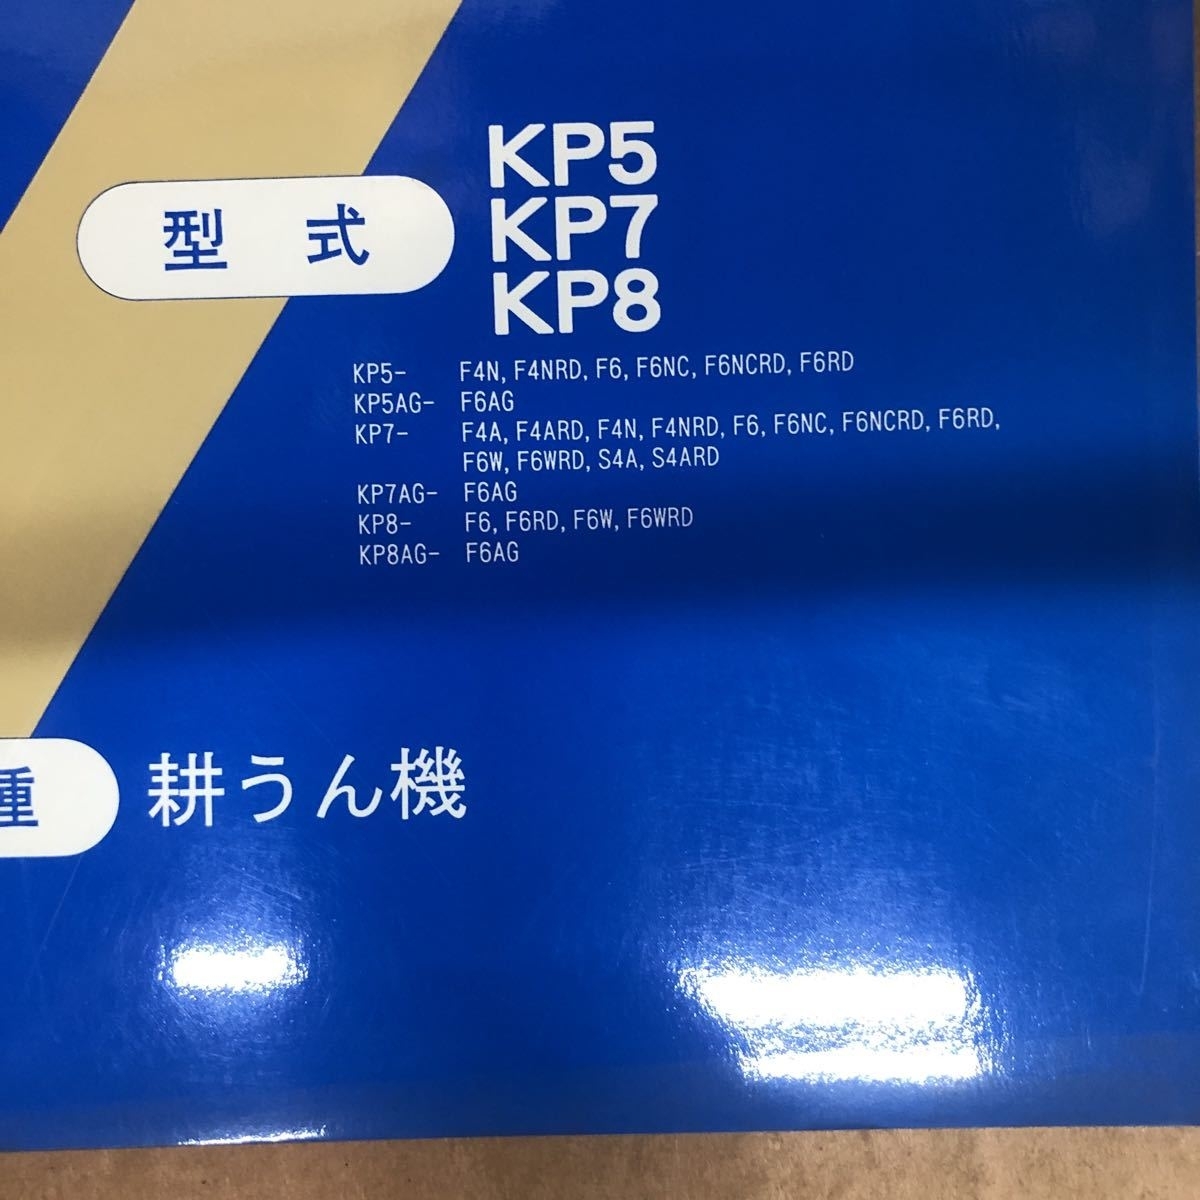 型式
KP5
KP7
KP8
KP5- F4N, F4NRD, F6, F6NC, F6NCRD, F6RD
KP5AG- F6AG
KP7- F4A, F4ARD, F4N, F4NRD, F6, F6NC, F6NCRD, F6RD,
F6W, F6WRD, S4A, S4ARD
KP7AG- F6AG
KP8- F6, F6RD, F6W, F6WRD
KP8AG- F6AG
種 耕うん機